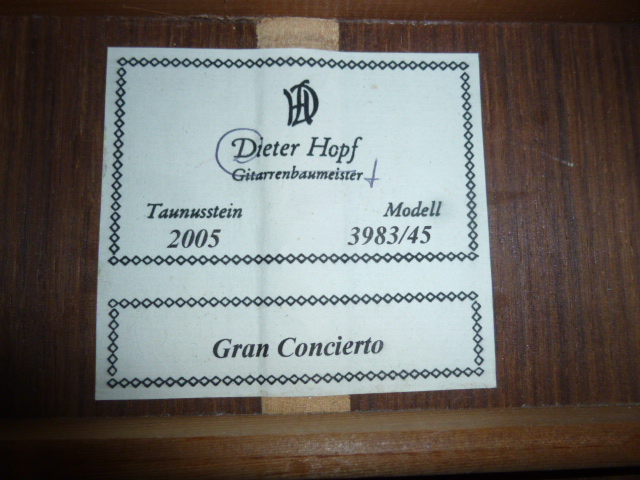 Dieter Hopf
Gitarrenbaumeister
Taunusstein Modell
2005 3983/45
Gran Concierto